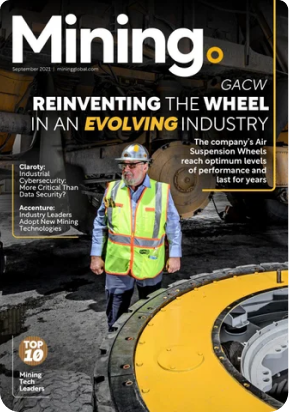 Mining.
September 2021 | miningglobal.com
GACW
REINVENTING THE WHEEL
IN AN EVOLVING INDUSTRY
The company's Air
Suspension Wheels
reach optimum levels
of performance and
last for years
Claroty:
Industrial
Cybersecurity:
More Critical Than
Data Security?
Accenture:
Industry Leaders
Adopt New Mining
Technologies
TOP
10
Mining
Tech
Leaders